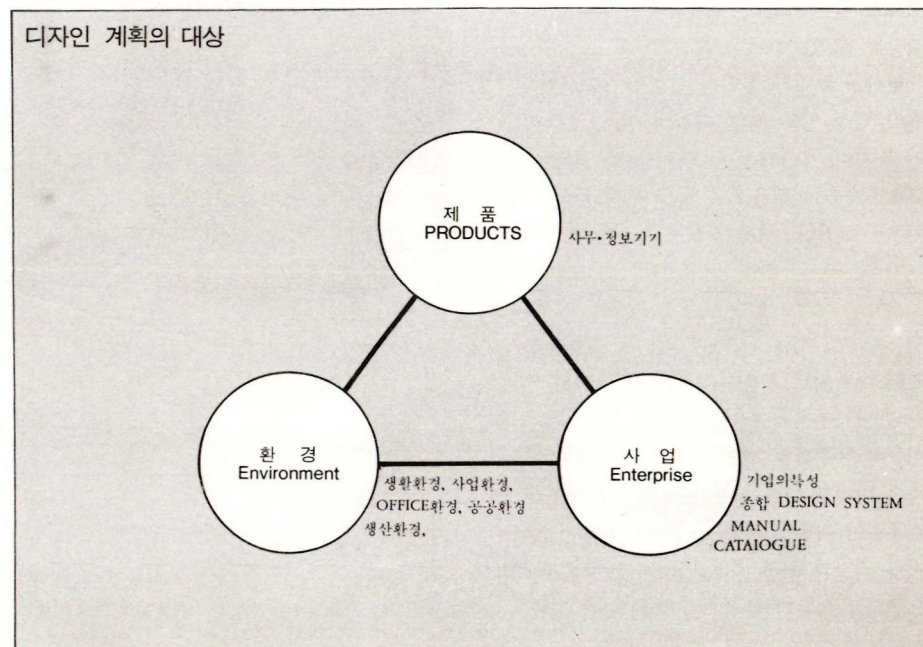 디자인 계획의 대상
제 품
PRODUCTS
사무·정보기기
환 경
Environment
생활환경, 사업환경,
OFFICE환경, 공공환경
생산환경,
사 업
Enterprise
기입의특성
종합 DESIGN SYSTEM
MANUAL
CATAIOGUE